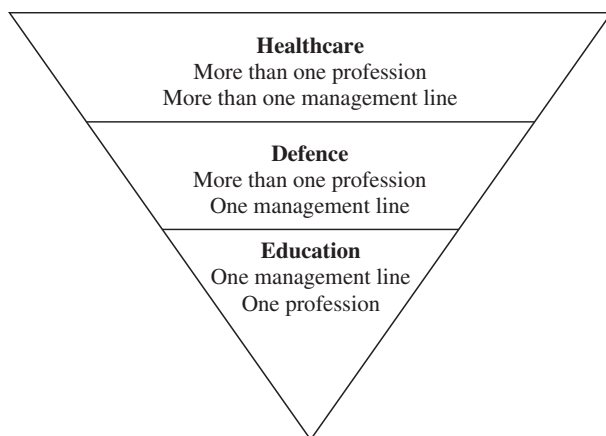 Healthcare
More than one profession
More than one management line
Defence
More than one profession
One management line
Education
One management line
One profession